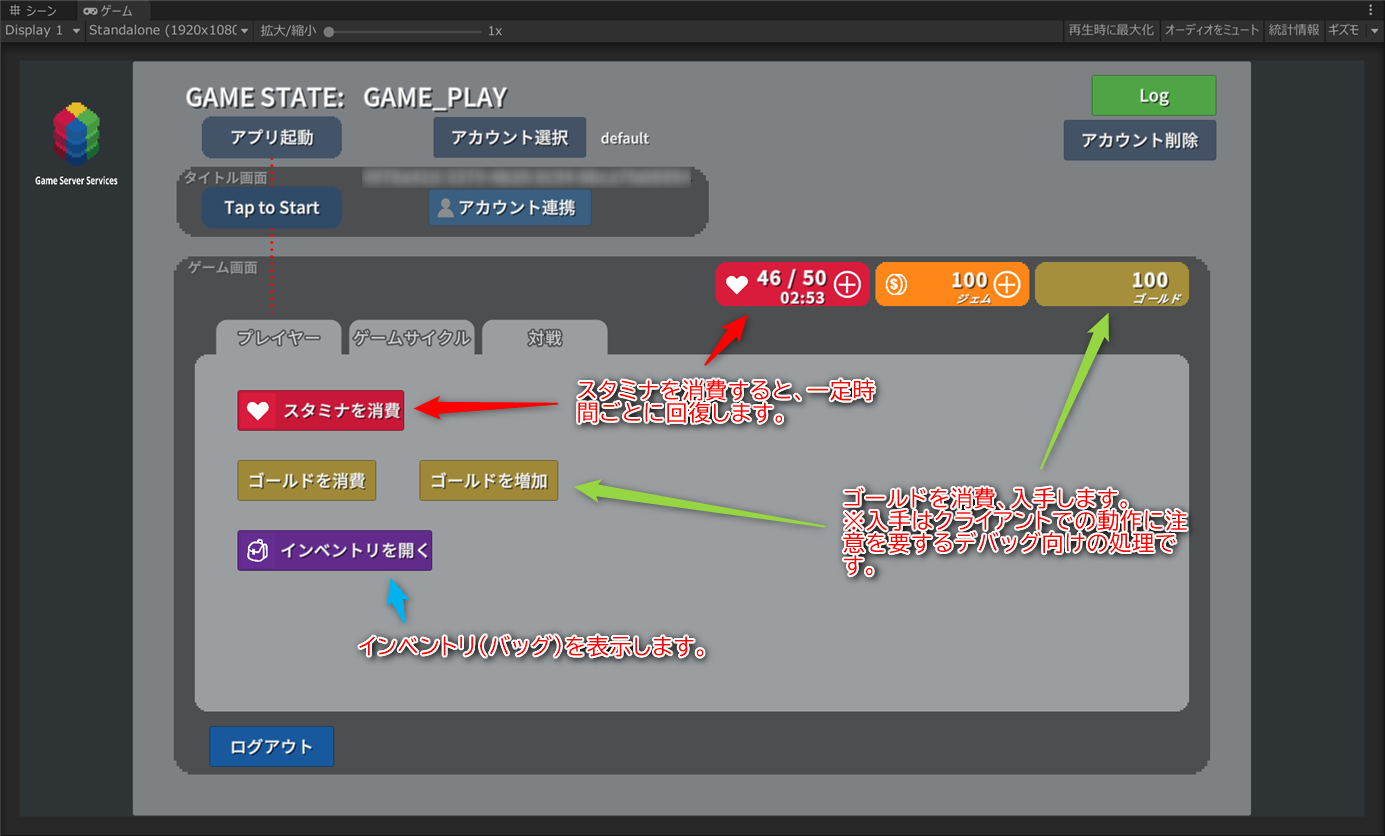 シーン
ゲーム
Display 1
Standalone (1920x1080
拡大/縮小
1x
再生時に最大化
オーディオをミュート
統計情報
ギズモ
Game Server Services
GAME STATE: GAME_PLAY
Log
アプリ起動
アカウント選択
default
アカウント削除
タイトル画面
Tap to Start
アカウント連携
ゲーム画面
46 / 50
02:53
100
ジェム
100
ゴールド
プレイヤー
ゲームサイクル
対戦
スタミナを消費
スタミナを消費すると、一定時
間ごとに回復します。
ゴールドを消費
ゴールドを増加
ゴールドを消費、入手します。
※入手はクライアントでの動作に注
意を要するデバッグ向けの処理で
す。
インベントリを開く
インベントリ(バッグ)を表示します。
ログアウト